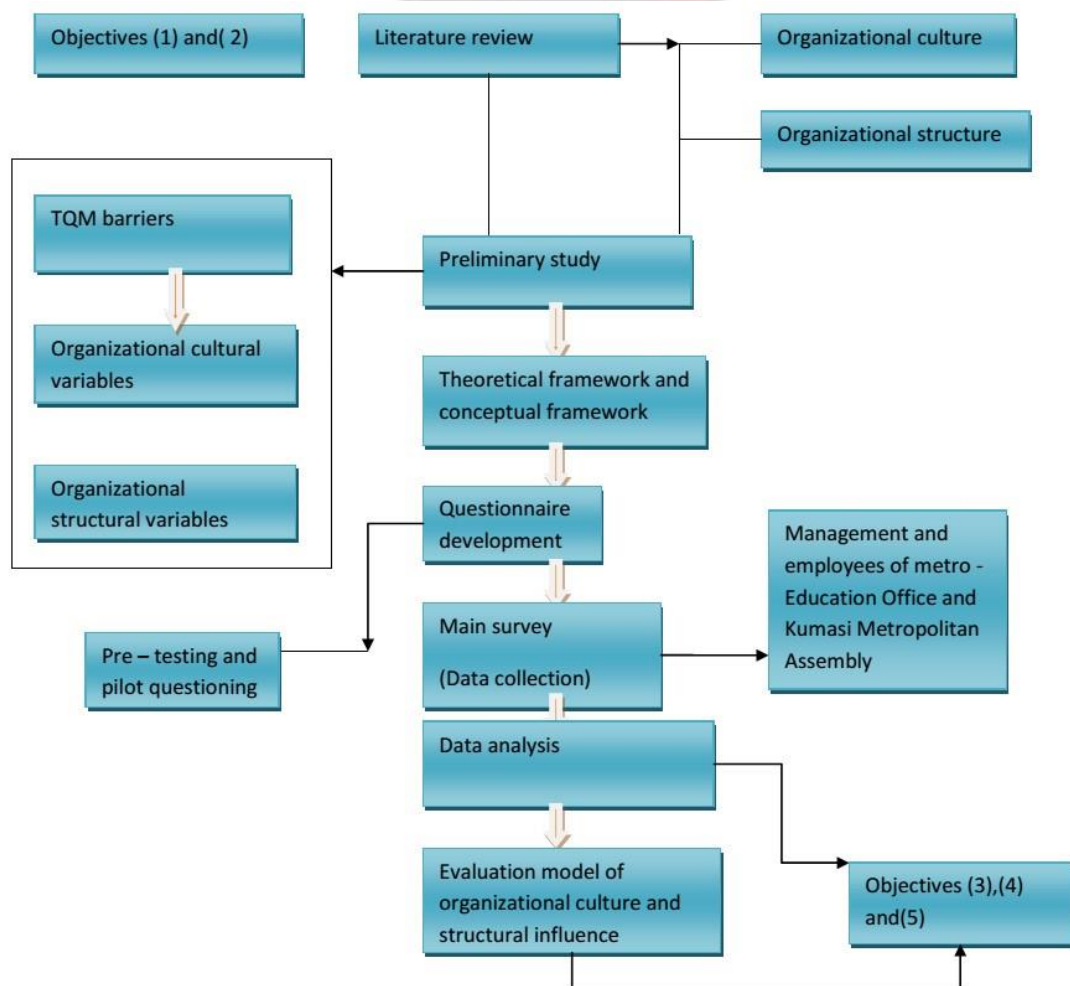 Objectives (1) and( 2)
Literature review
Organizational culture
Organizational structure
TQM barriers
Organizational cultural
variables
Organizational
structural variables
Preliminary study
Theoretical framework and
conceptual framework
Questionnaire
development
Pre – testing and
pilot questioning
Main survey
(Data collection)
Management and
employees of metro -
Education Office and
Kumasi Metropolitan
Assembly
Data analysis
Evaluation model of
organizational culture and
structural influence
Objectives (3),(4)
and(5)